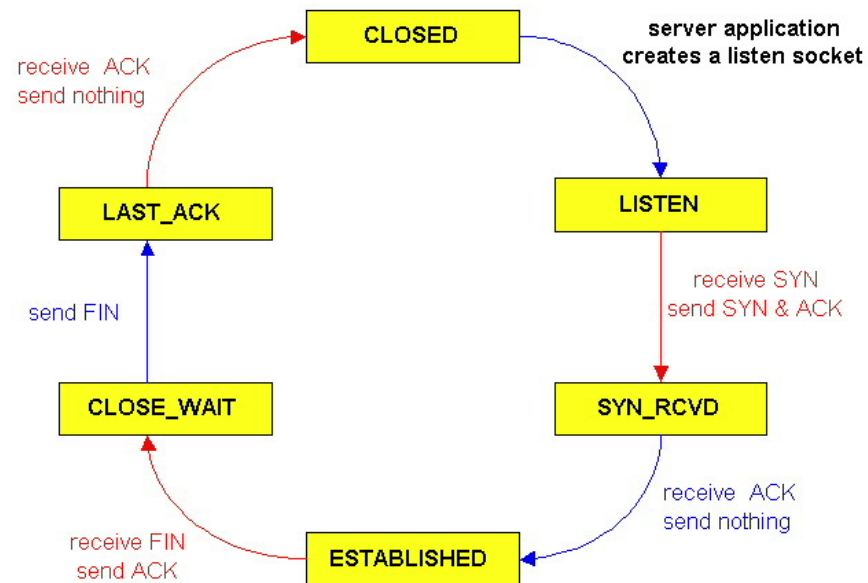 CLOSED
server application
creates a listen socket
receive ACK
send nothing
LAST_ACK
LISTEN
receive SYN
send SYN & ACK
send FIN
CLOSE_WAIT
SYN_RCVD
receive ACK
send nothing
receive FIN
send ACK
ESTABLISHED